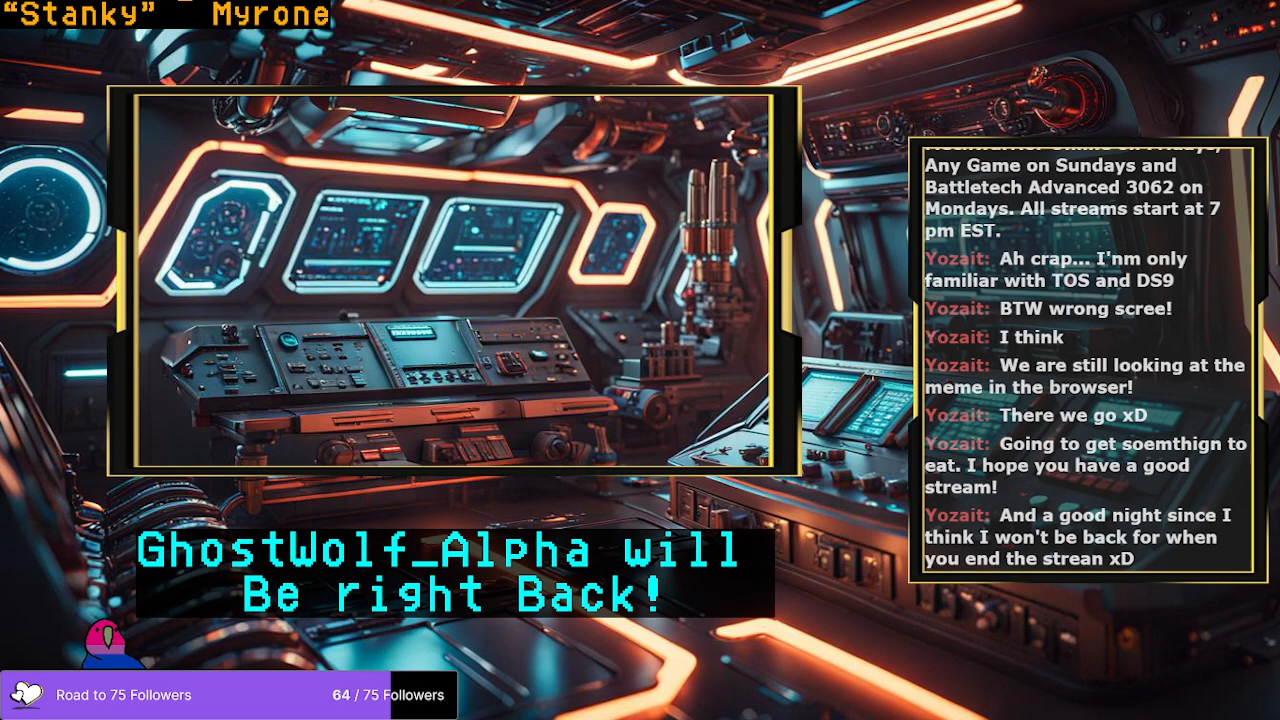 “Stanky” ~ Myrone
Any Game on Sundays and
Battletech Advanced 3062 on
Mondays. All streams start at 7
pm EST.
Yozait: Ah crap... I'nm only
familiar with TOS and DS9
Yozait: BTW wrong scree!
Yozait: I think
Yozait: We are still looking at the
meme in the browser!
Yozait: There we go xD
Yozait: Going to get soemthign to
eat. I hope you have a good
stream!
Yozait: And a good night since I
think I won't be back for when
you end the strean xD
GhostWolf_Alpha will
Be right Back!
Road to 75 Followers 64 / 75 Followers